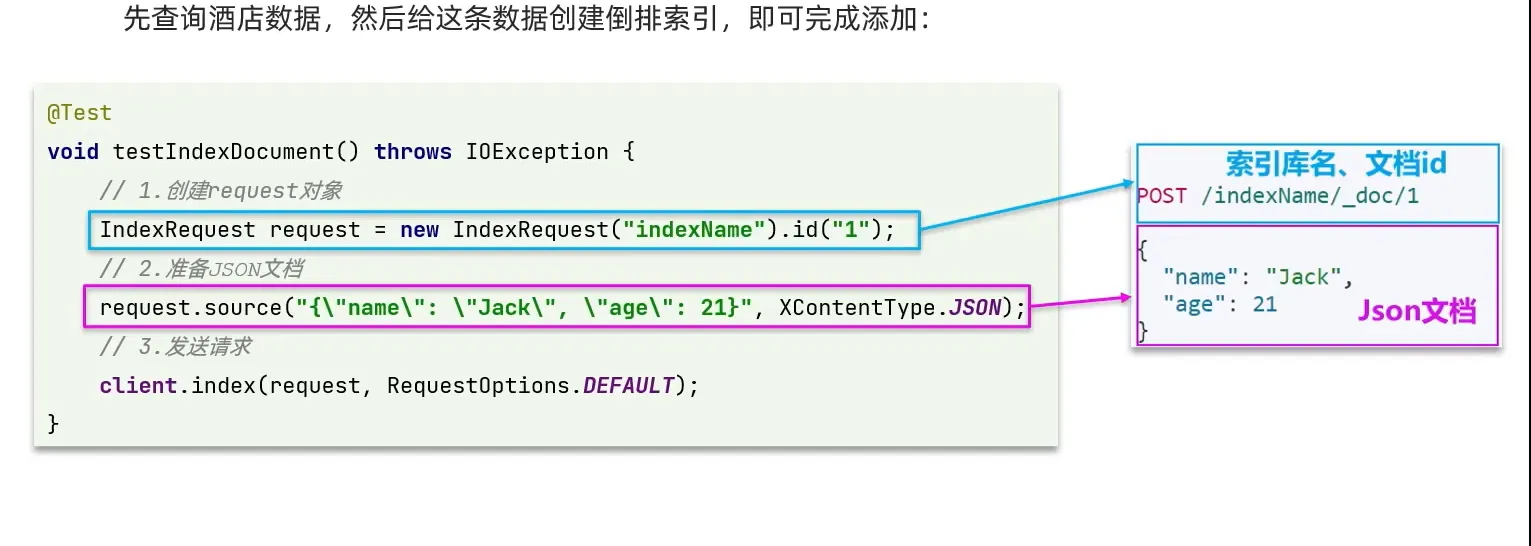 先查询酒店数据，然后给这条数据创建倒排索引，即可完成添加：
@Test
void testIndexDocument() throws IOException {
// 1.创建request对象
IndexRequest request = new IndexRequest("indexName").id("1");
// 2.准备JSON文档
request.source("{\"name\": \"Jack\", \"age\": 21}", XContentType.JSON);
// 3.发送请求
client.index(request, RequestOptions.DEFAULT);
}
索引库名、文档id
POST /indexName/_doc/1
{
"name": "Jack",
"age": 21
Json文档
}